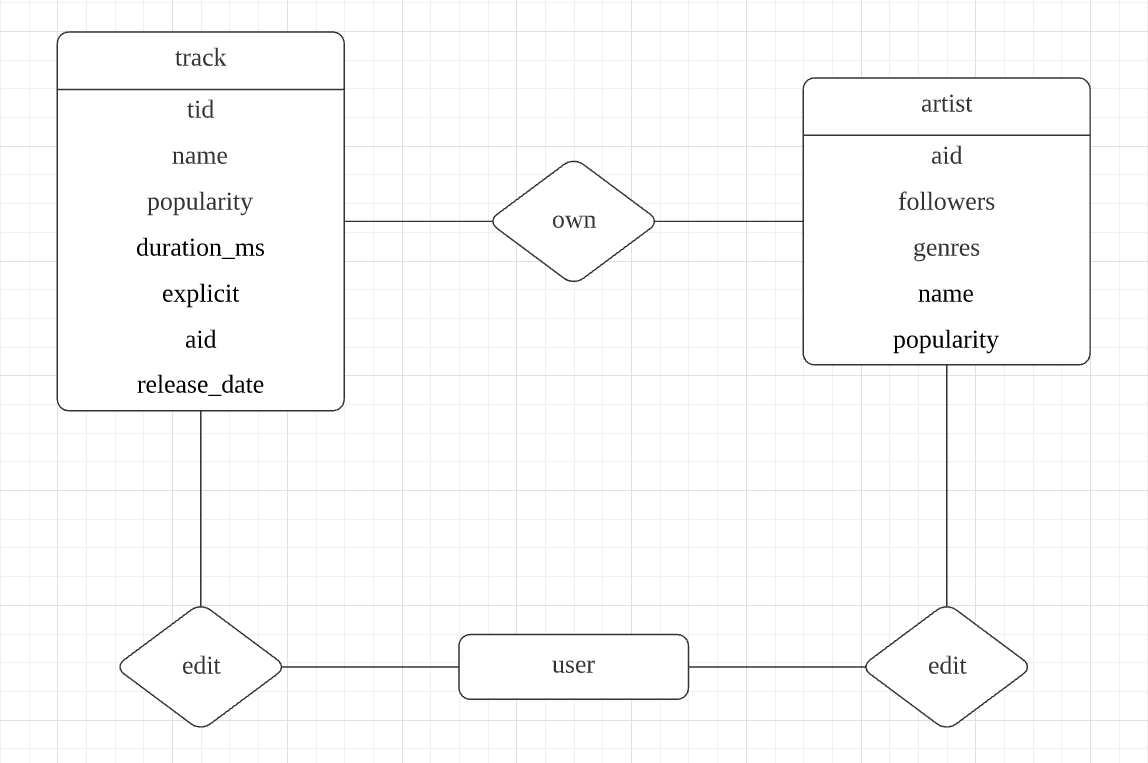 track
tid
name
popularity
duration_ms
explicit
aid
release_date
own
artist
aid
followers
genres
name
popularity
edit
user
edit